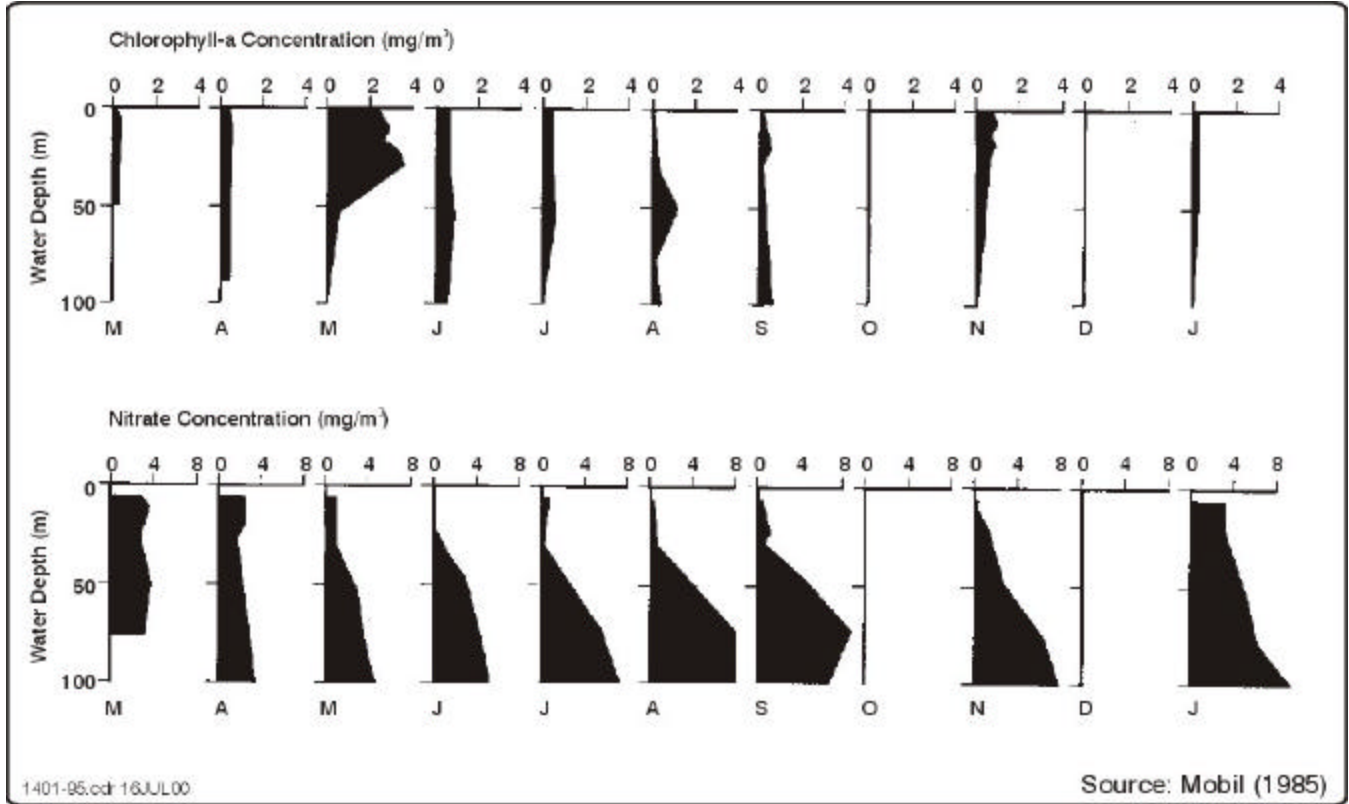 Chlorophyll-a Concentration (mg/m³)
0 2 4 0 2 4 0 2 4 0 2 4 0 2 4 0 2 4 0 2 4 0 2 4 0 2 4 0 2 4 0 2 4
0
Water Depth (m)
50
100
M A M J J A S O N D J
Nitrate Concentration (mg/m³)
0 4 8 0 4 8 0 4 8 0 4 8 0 4 8 0 4 8 0 4 8 0 4 8 0 4 8 0 4 8 0 4 8
0
Water Depth (m)
50
100
M A M J J A S O N D J
1401-95.cdr 16JUL00
Source: Mobil (1985)